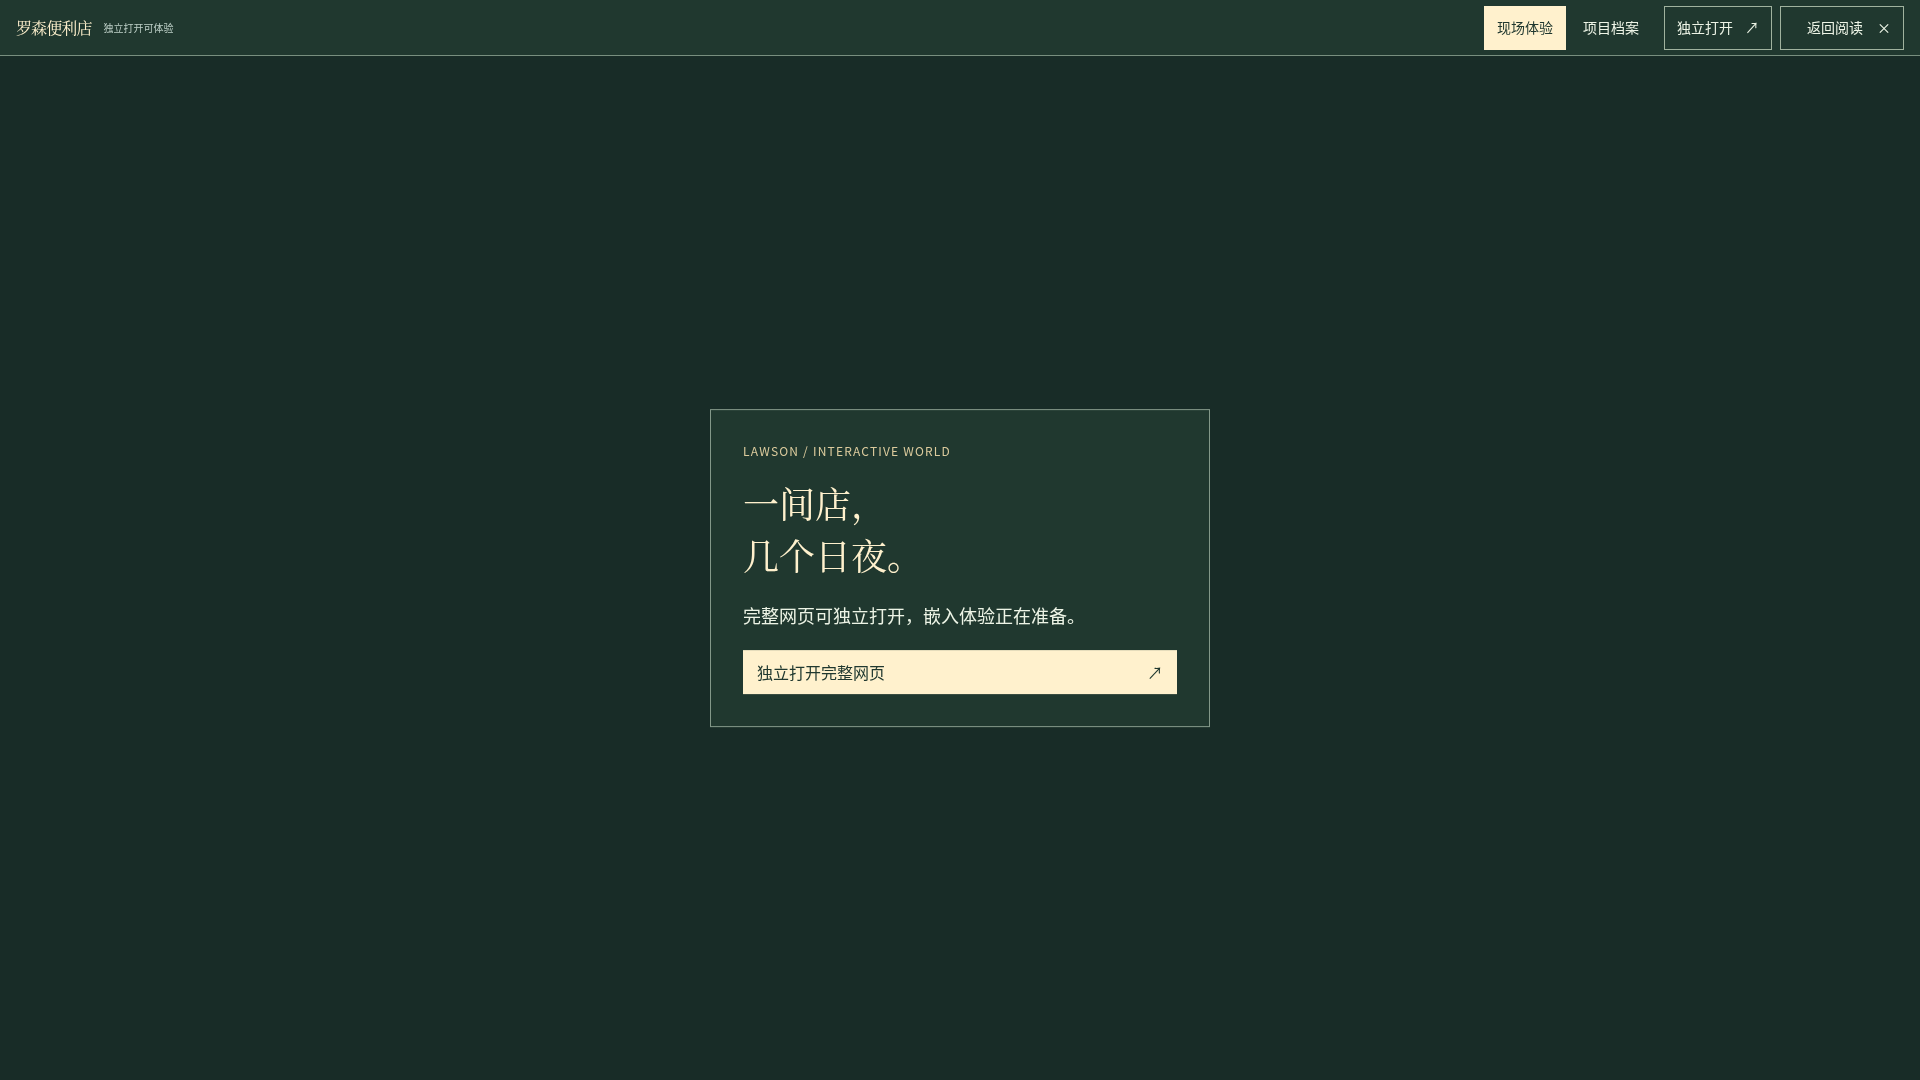 罗森便利店 独立打开可体验 现场体验 项目档案 独立打开 ↗ 返回阅读 ×
LAWSON / INTERACTIVE WORLD
一间店，
几个日夜。
完整网页可独立打开，嵌入体验正在准备。
独立打开完整网页 ↗